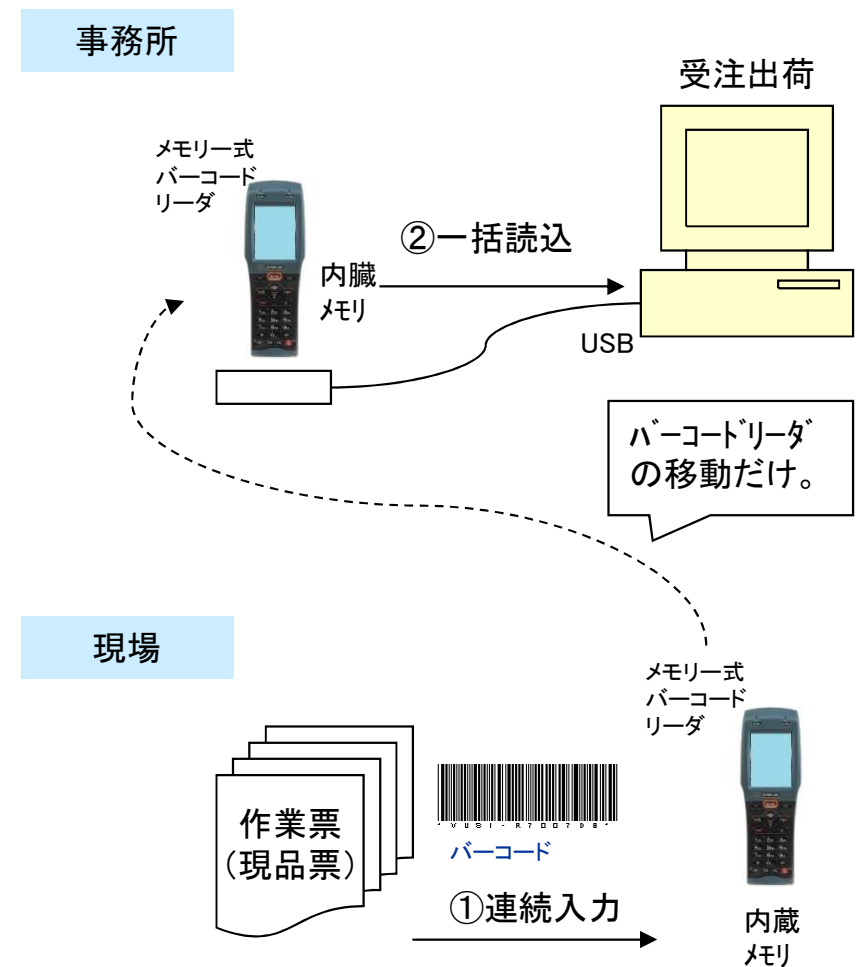 事務所
受注出荷
メモリー式
バーコード
リーダ
②一括読込
内臓
ﾒﾓﾘ
USB
ﾊﾞｰｺｰﾄﾞﾘｰﾀﾞ
の移動だけ。
現場
メモリー式
バーコード
リーダ
作業票
(現品票)
バーコード
①連続入力
内蔵
ﾒﾓﾘ